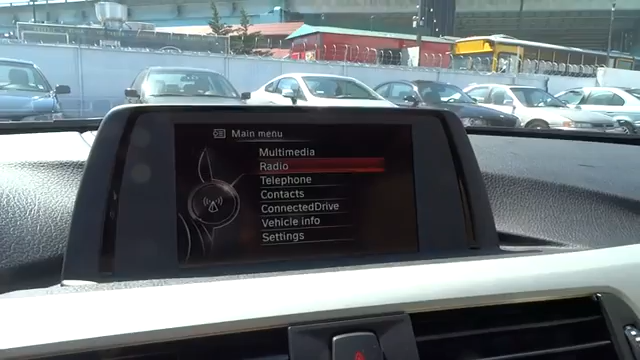 Main menu
Multimedia
Radio
Telephone
Contacts
ConnectedDrive
Vehicle info
Settings